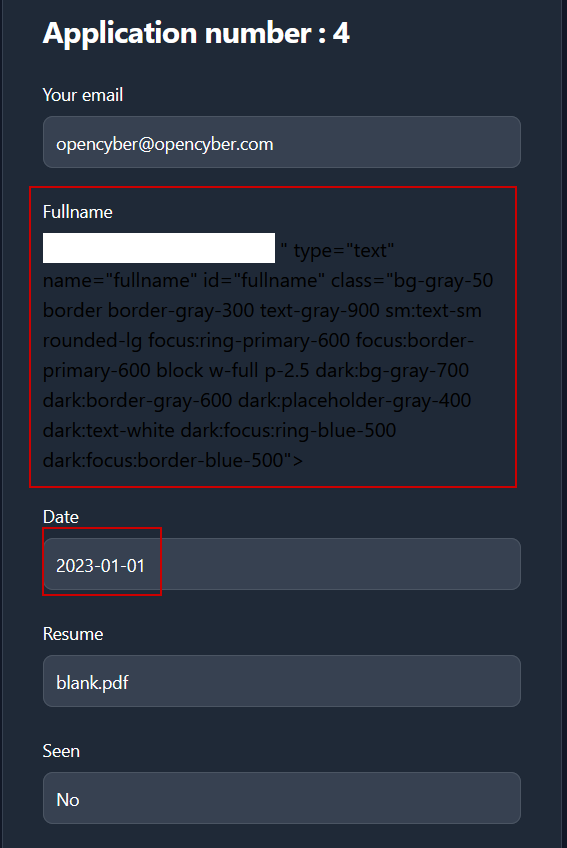 Application number : 4
Your email
opencyber@opencyber.com
Fullname
" type="text"
name="fullname" id="fullname" class="bg-gray-50
border border-gray-300 text-gray-900 sm:text-sm
rounded-lg focus:ring-primary-600 focus:border-
primary-600 block w-full p-2.5 dark:bg-gray-700
dark:border-gray-600 dark:placeholder-gray-400
dark:text-white dark:focus:ring-blue-500
dark:focus:border-blue-500">
Date
2023-01-01
Resume
blank.pdf
Seen
No